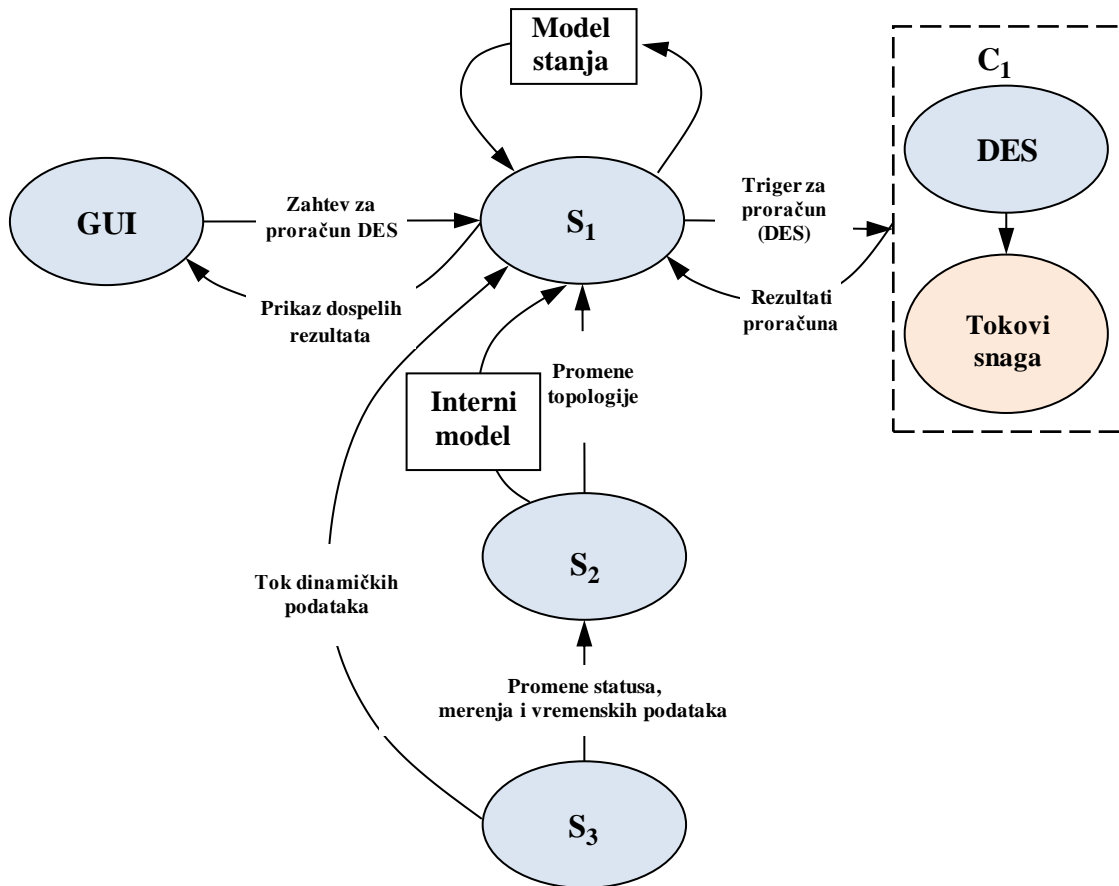 Model
stanja
C1
DES
GUI
Zahtev za
proračun DES
S1
Triger za
proračun
(DES)
Prikaz dospelih
rezultata
Rezultati
proračuna
Tokovi
snaga
Promene
topologije
Interni
model
S2
Tok dinamičkih
podataka
Promene statusa,
merenja i vremenskih podataka
S3